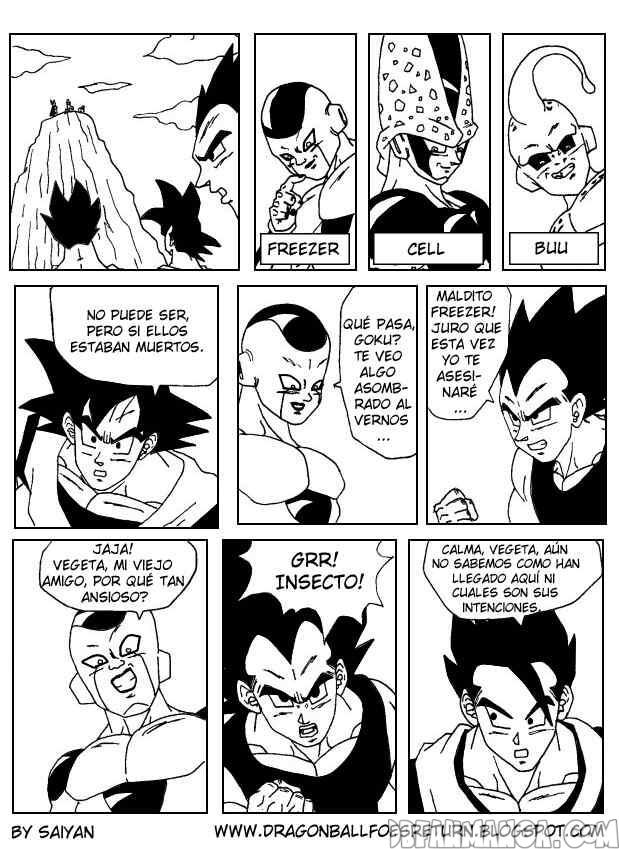 FREEZER
CELL
BUU
NO PUEDE SER,
PERO SI ELLOS
ESTABAN MUERTOS.
QUÉ PASA,
GOKU?
TE VEO
ALGO
ASOMB-
RADO AL
VERNOS
...
MALDITO
FREEZER!
JURO QUE
ESTA VEZ
YO TE
ASESI-
NARÉ
...
JAJA!
VEGETA, MI VIEJO
AMIGO, POR QUÉ TAN
ANSIOSO?
GRR!
INSECTO!
CALMA, VEGETA, AÚN
NO SABEMOS COMO HAN
LLEGADO AQUÍ NI
CUALES SON SUS
INTENCIONES.
BY SAIYAN
WWW.DRAGONBALLFOESRETURN.BLOGSPOT.COM
DBFANMANGA.COM